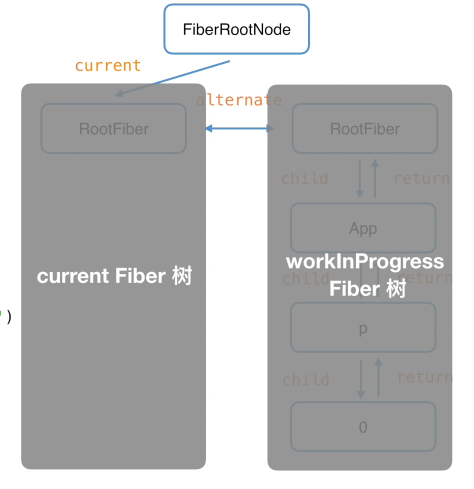 FiberRootNode
current
alternate
RootFiber
RootFiber
child
return
App
current Fiber 树
workInProgress
Fiber 树
child
return
')
p
child
return
0